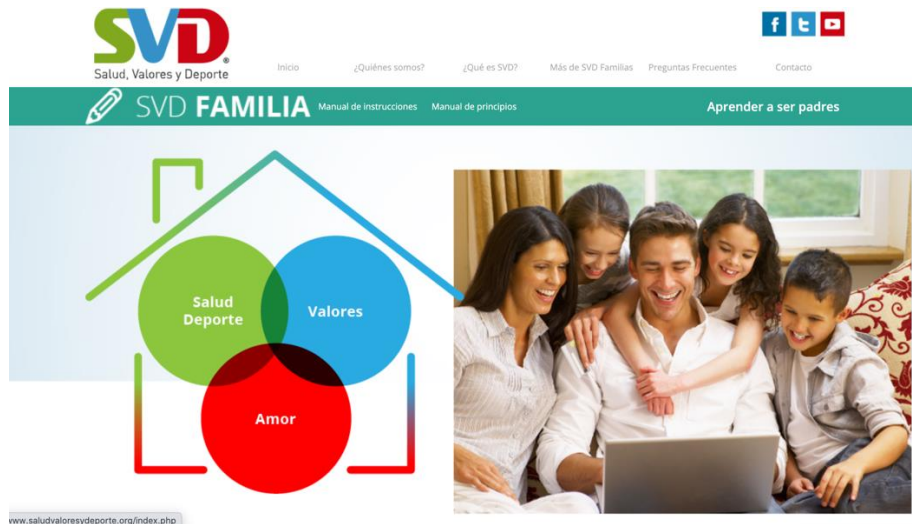 SVD®
Salud, Valores y Deporte
Inicio
¿Quiénes somos?
¿Qué es SVD?
Más de SVD Familias
Preguntas Frecuentes
Contacto
SVD FAMILIA
Manual de instrucciones
Manual de principios
Aprender a ser padres
Salud
Deporte
Valores
Amor
www.saludvaloresydeporte.org/index.php